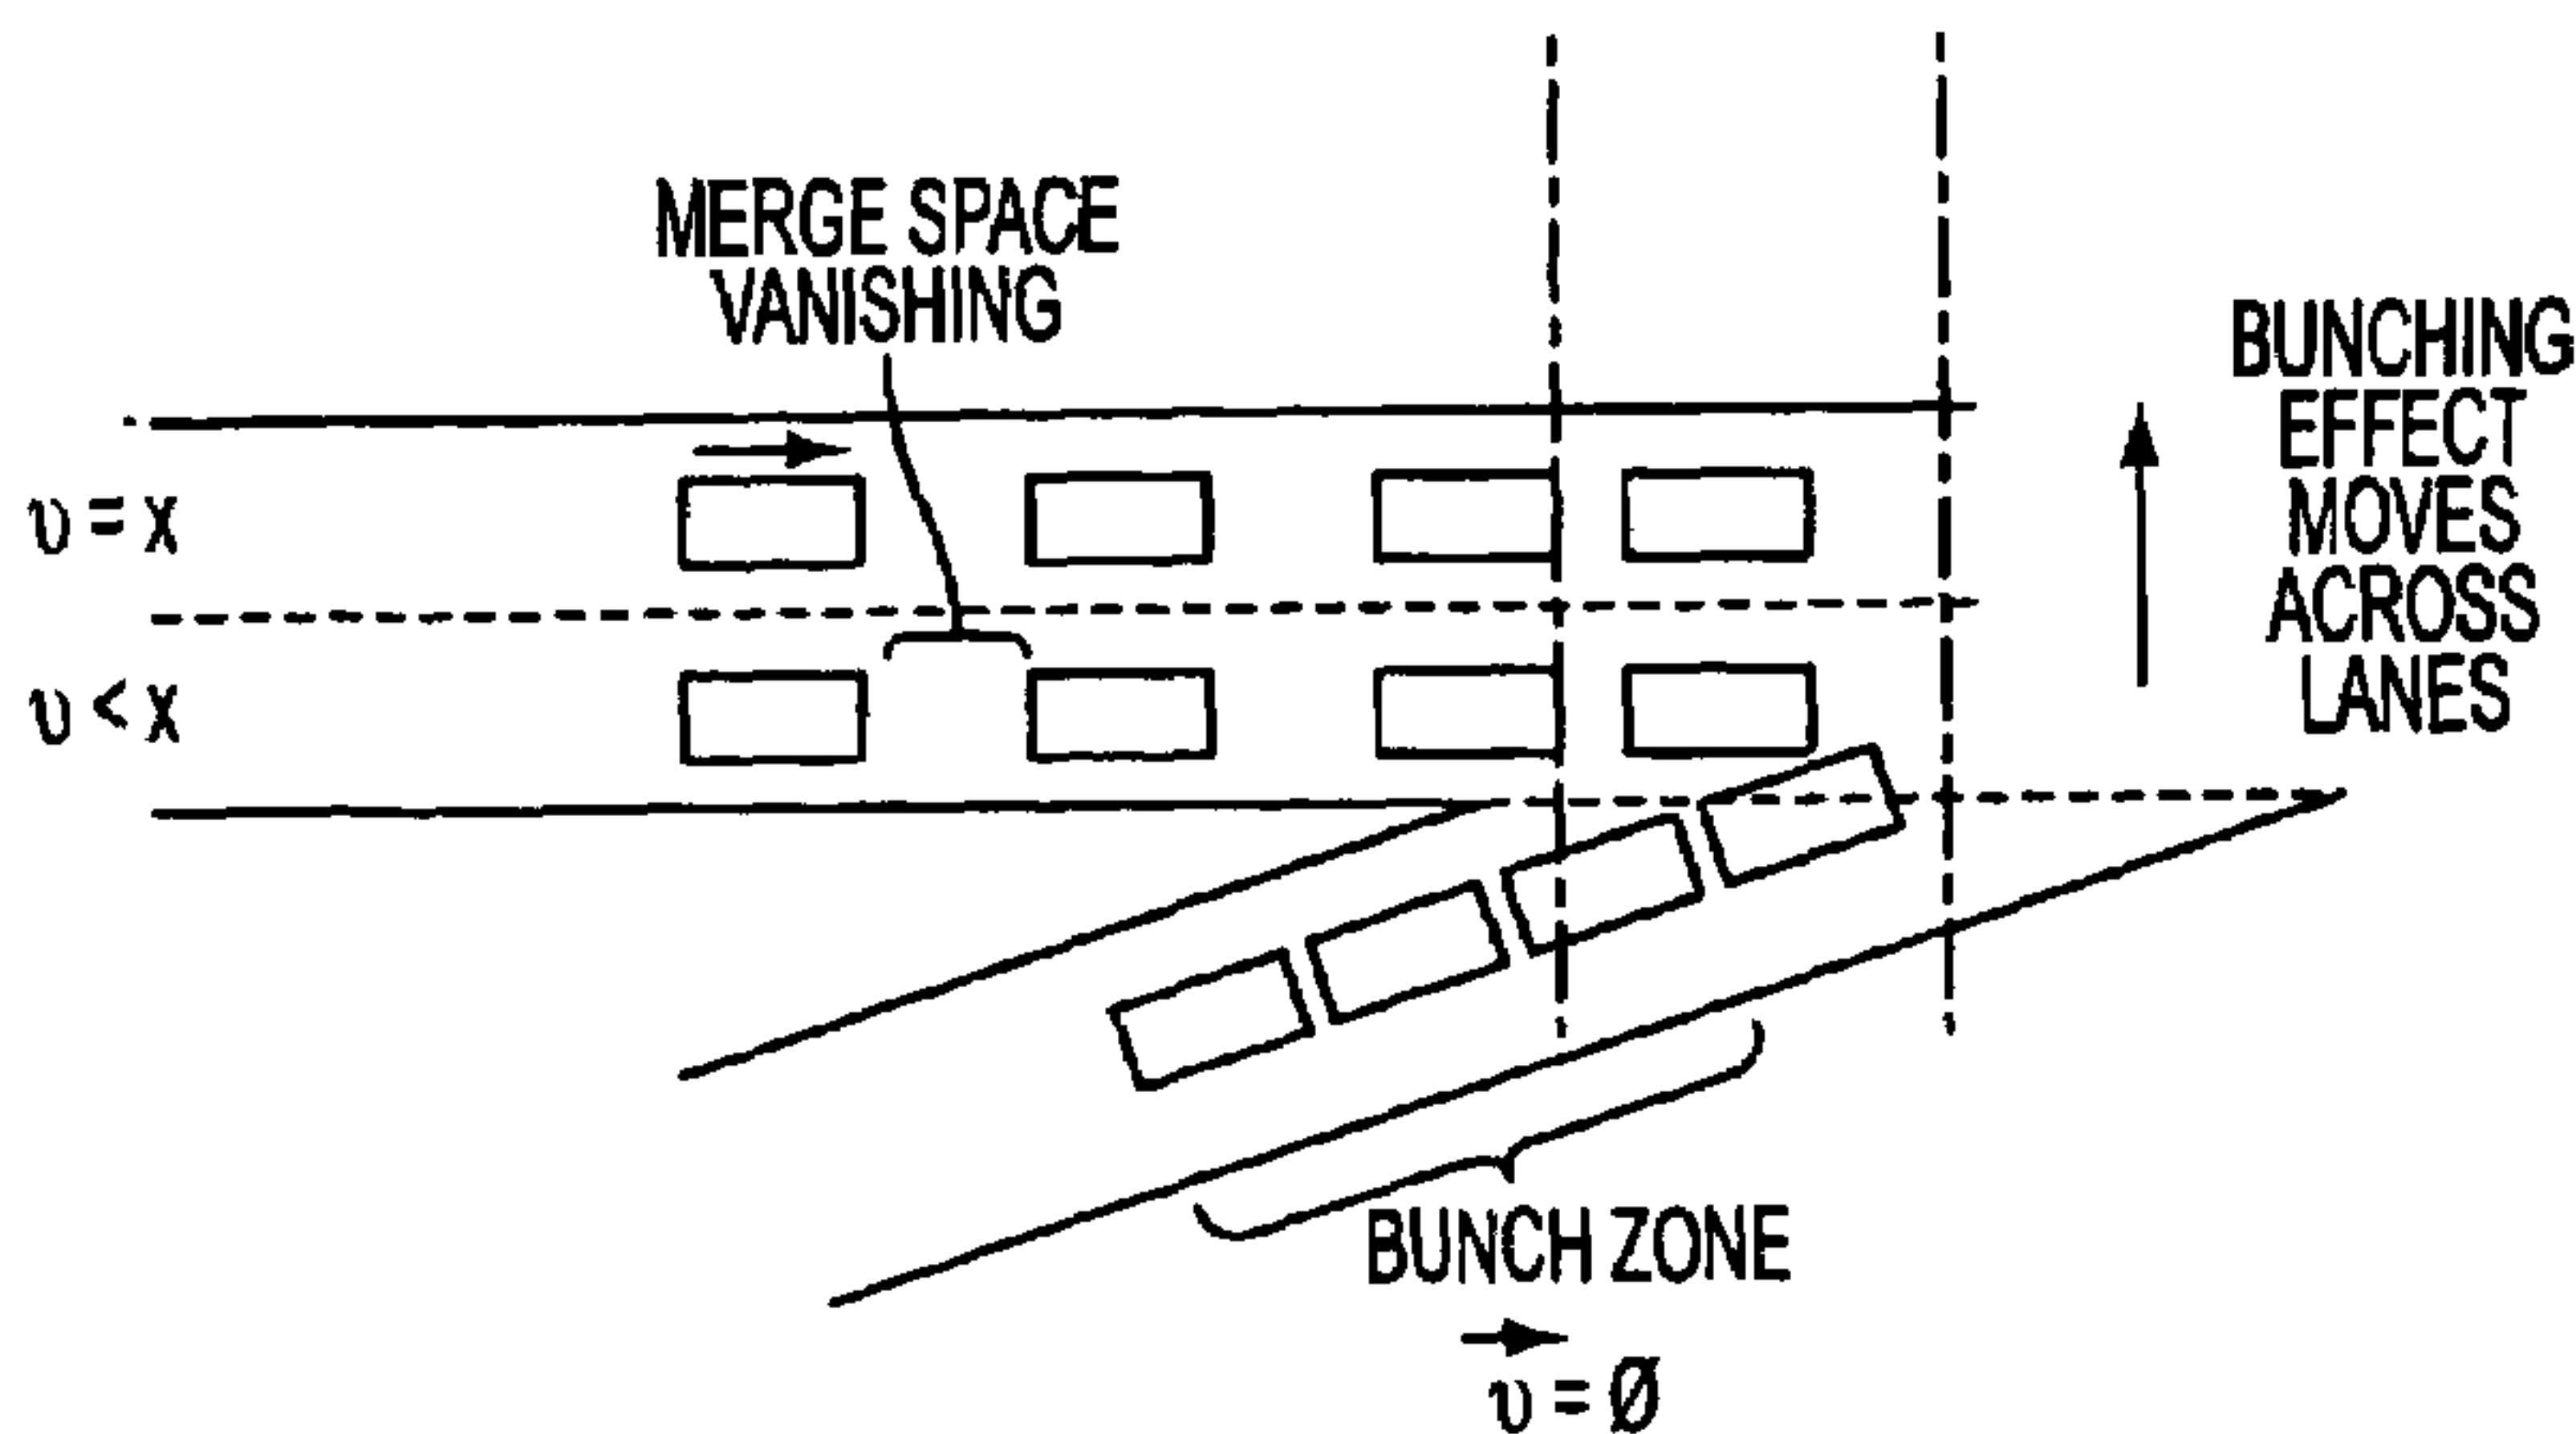 MERGE SPACE
VANISHING
BUNCHING
EFFECT
MOVES
ACROSS
LANES
υ = x
υ < x
BUNCH ZONE
υ = Ø